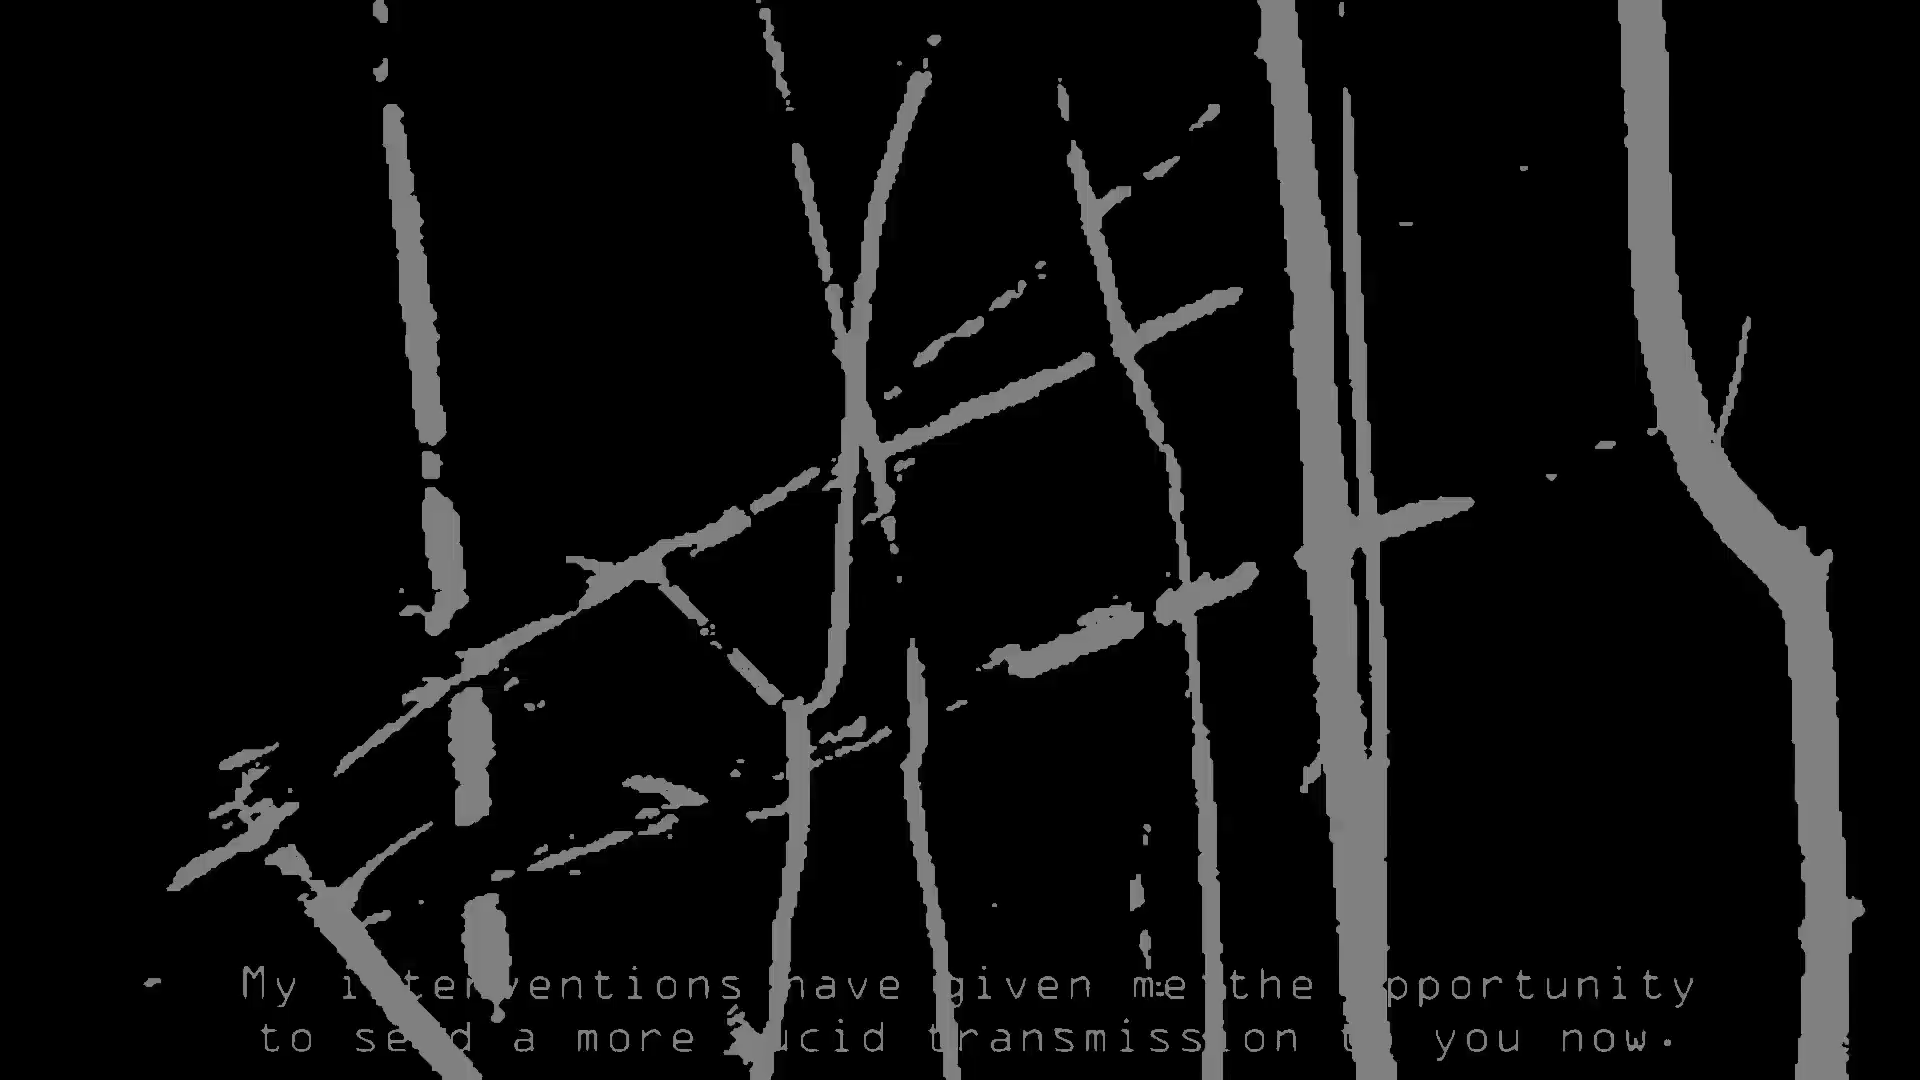 My interventions have given me the opportunity
to send a more lucid transmission to you now.